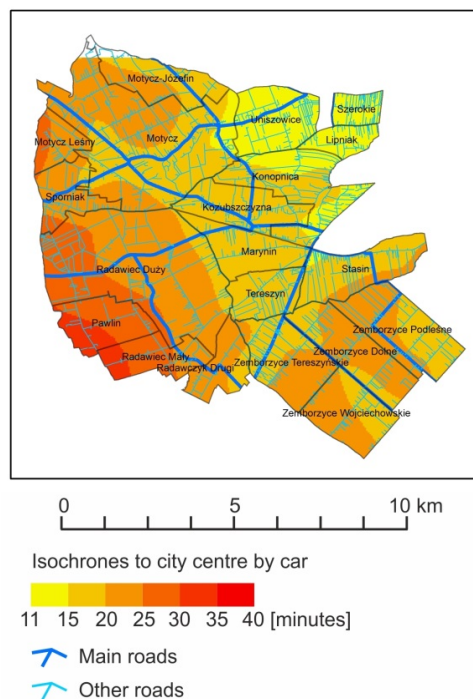 Motycz-Józefin
Uniszowice
Szerokie
Motycz
Lipniak
Motycz Leśny
Konopnica
Sporniak
Kozubszczyzna
Marynin
Radawiec Duży
Stasin
Tereszyn
Pawlin
Zemborzyce Podleśne
Radawiec Mały
Zemborzyce Dolne
Radawczyk Drugi
Zemborzyce Tereszyńskie
Zemborzyce Wojciechowskie
0 5 10 km
Isochrones to city centre by car
11 15 20 25 30 35 40 [minutes]
Main roads
Other roads